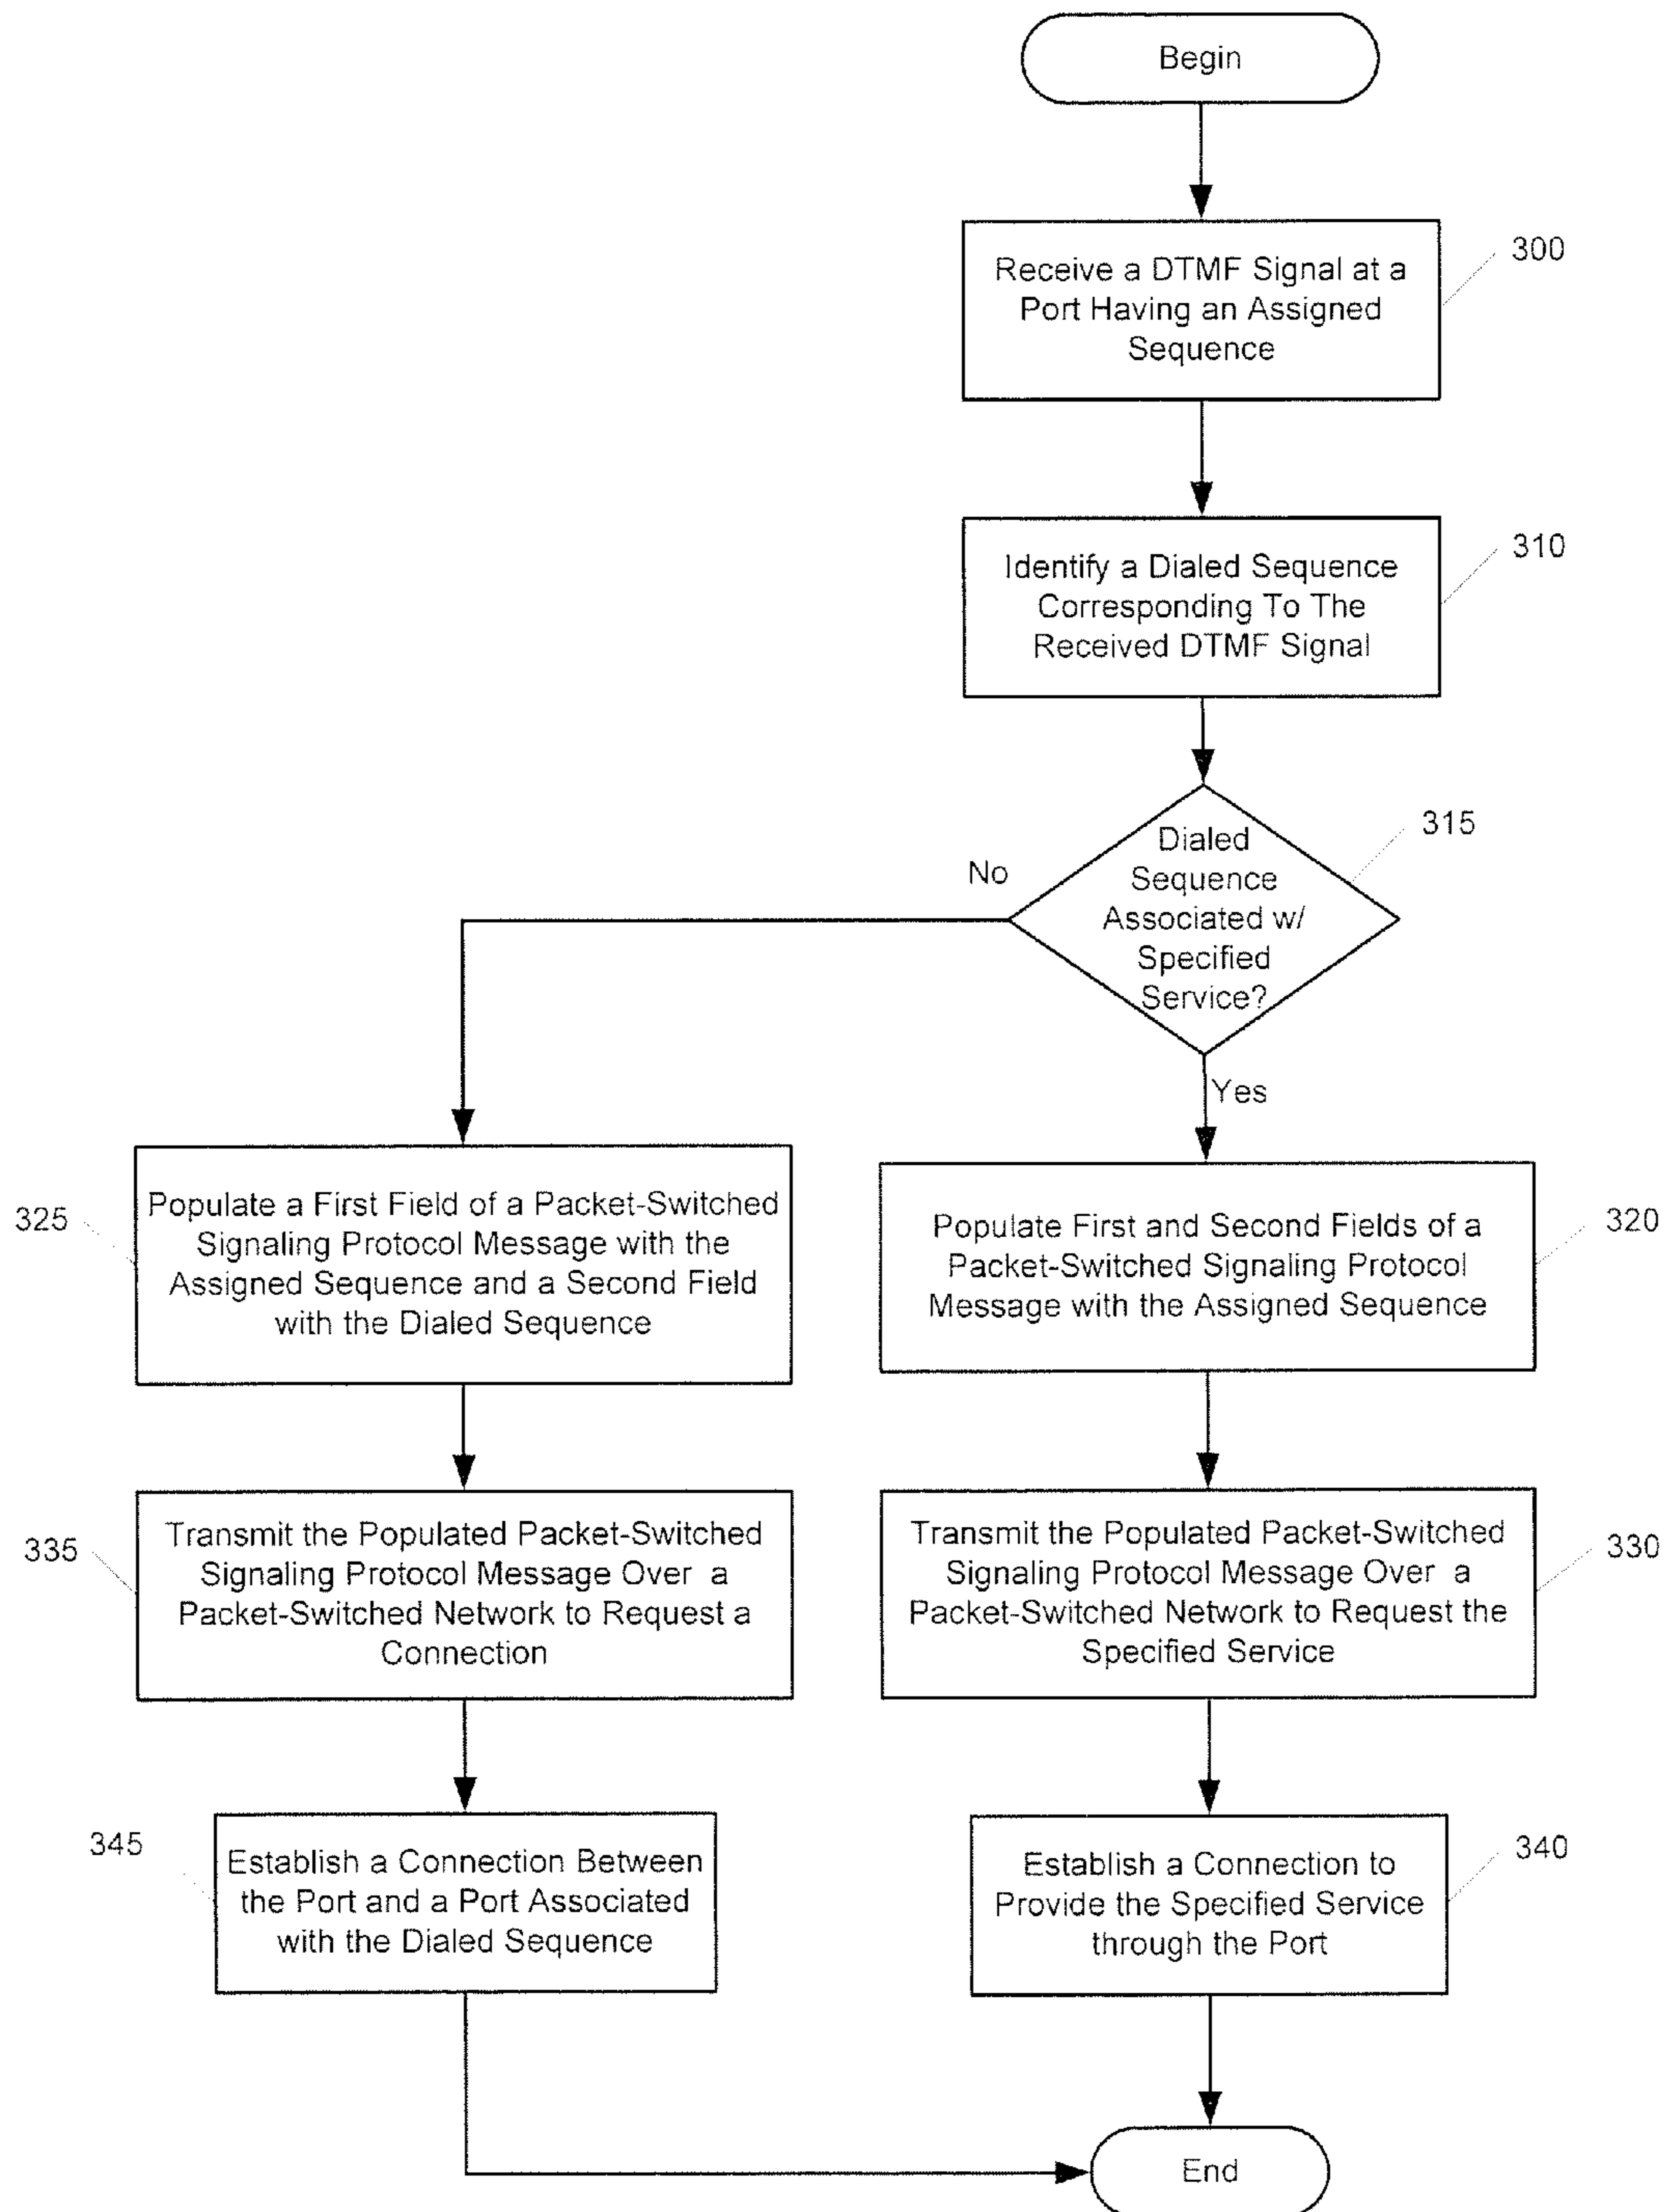 Begin
Receive a DTMF Signal at a
Port Having an Assigned
Sequence
300
Identify a Dialed Sequence
Corresponding To The
Received DTMF Signal
310
Dialed
Sequence
Associated w/
Specified
Service?
315
No
Yes
325
Populate a First Field of a Packet-Switched
Signaling Protocol Message with the
Assigned Sequence and a Second Field
with the Dialed Sequence
Populate First and Second Fields of a
Packet-Switched Signaling Protocol
Message with the Assigned Sequence
320
335
Transmit the Populated Packet-Switched
Signaling Protocol Message Over a
Packet-Switched Network to Request a
Connection
Transmit the Populated Packet-Switched
Signaling Protocol Message Over a
Packet-Switched Network to Request the
Specified Service
330
345
Establish a Connection Between
the Port and a Port Associated
with the Dialed Sequence
Establish a Connection to
Provide the Specified Service
through the Port
340
End